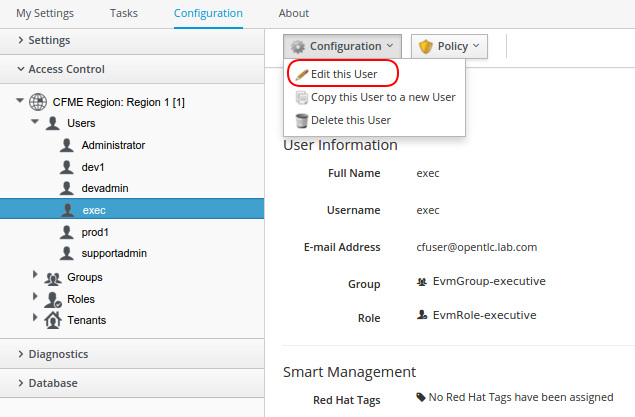 My Settings Tasks Configuration About
Settings
Access Control
CFME Region: Region 1 [1]
Users
Administrator
dev1
devadmin
exec
prod1
supportadmin
Groups
Roles
Tenants
Diagnostics
Database
Configuration Policy
Edit this User
Copy this User to a new User
Delete this User
User Information
Full Name exec
Username exec
E-mail Address cfuser@opentlc.lab.com
Group EvmGroup-executive
Role EvmRole-executive
Smart Management
Red Hat Tags No Red Hat Tags have been assigned